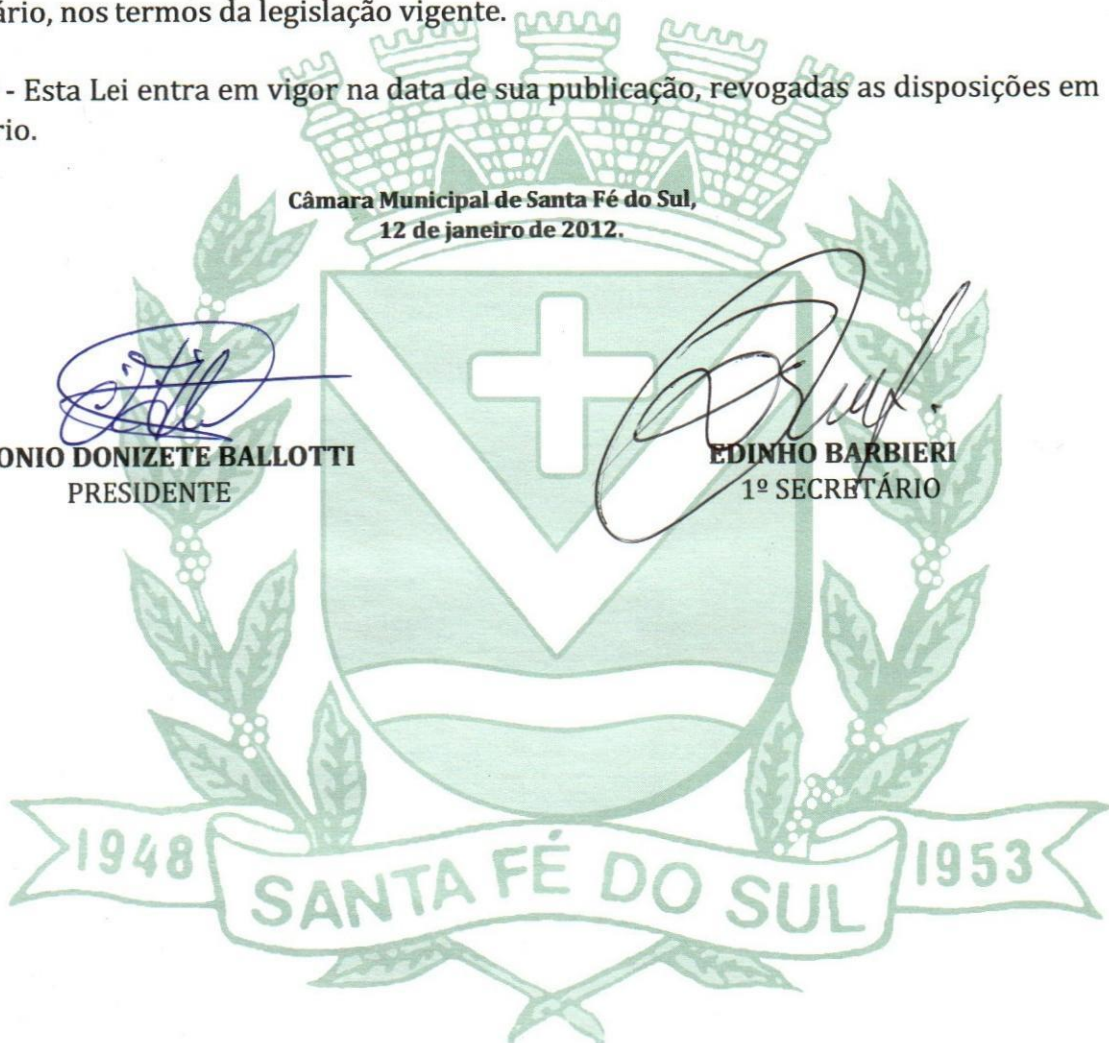 ário, nos termos da legislação vigente.
- Esta Lei entra em vigor na data de sua publicação, revogadas as disposições em
rio.
Câmara Municipal de Santa Fé do Sul,
12 de janeiro de 2012.
ONIO DONIZETE BALLOTTI
PRESIDENTE
EDINHO BARBIERI
1º SECRETÁRIO
1948
SANTA FÉ DO SUL
1953